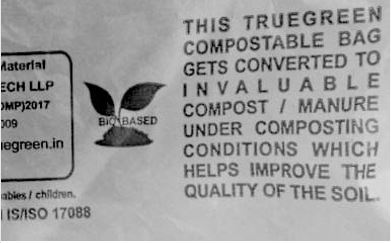 THIS TRUEGREEN
COMPOSTABLE BAG
GETS CONVERTED TO
INVALUABLE
COMPOST / MANURE
UNDER COMPOSTING
CONDITIONS WHICH
HELPS IMPROVE THE
QUALITY OF THE SOIL.
BIO BASED
Material
TECH LLP
OMP)2017
009
uegreen.in
ables / children.
IS/ISO 17088